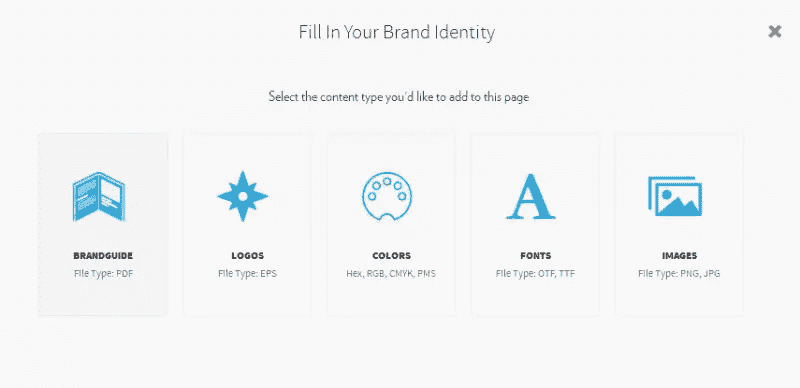 Fill In Your Brand Identity
Select the content type you'd like to add to this page
BRANDGUIDE
File Type: PDF
LOGOS
File Type: EPS
COLORS
Hex, RGB, CMYK, PMS
FONTS
File Type: OTF, TTF
IMAGES
File Type: PNG, JPG